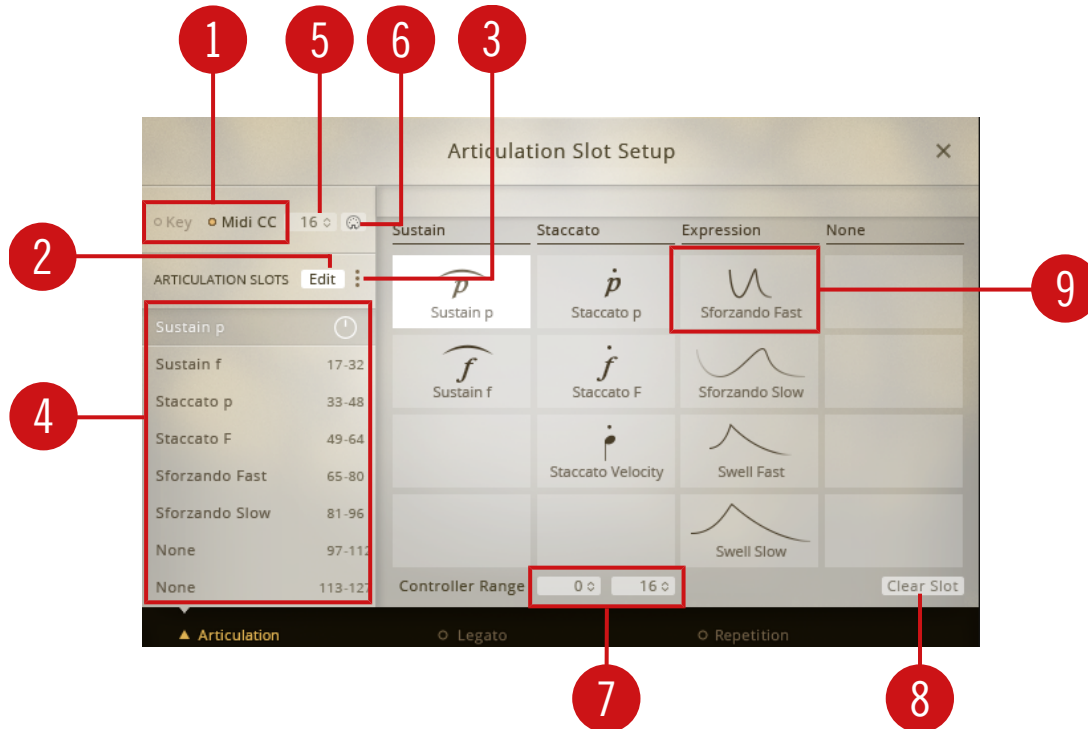 1
5
6
3
Articulation Slot Setup
Key Midi CC 16
2
ARTICULATION SLOTS Edit
Sustain Staccato Expression None
p
Sustain p
p
Staccato p
Sforzando Fast
9
f
Sustain f
f
Staccato F
Sforzando Slow
Staccato Velocity
Swell Fast
Swell Slow
4
Sustain p
Sustain f 17-32
Staccato p 33-48
Staccato F 49-64
Sforzando Fast 65-80
Sforzando Slow 81-96
None 97-112
None 113-127
Controller Range 0 16 Clear Slot
Articulation Legato Repetition
7
8